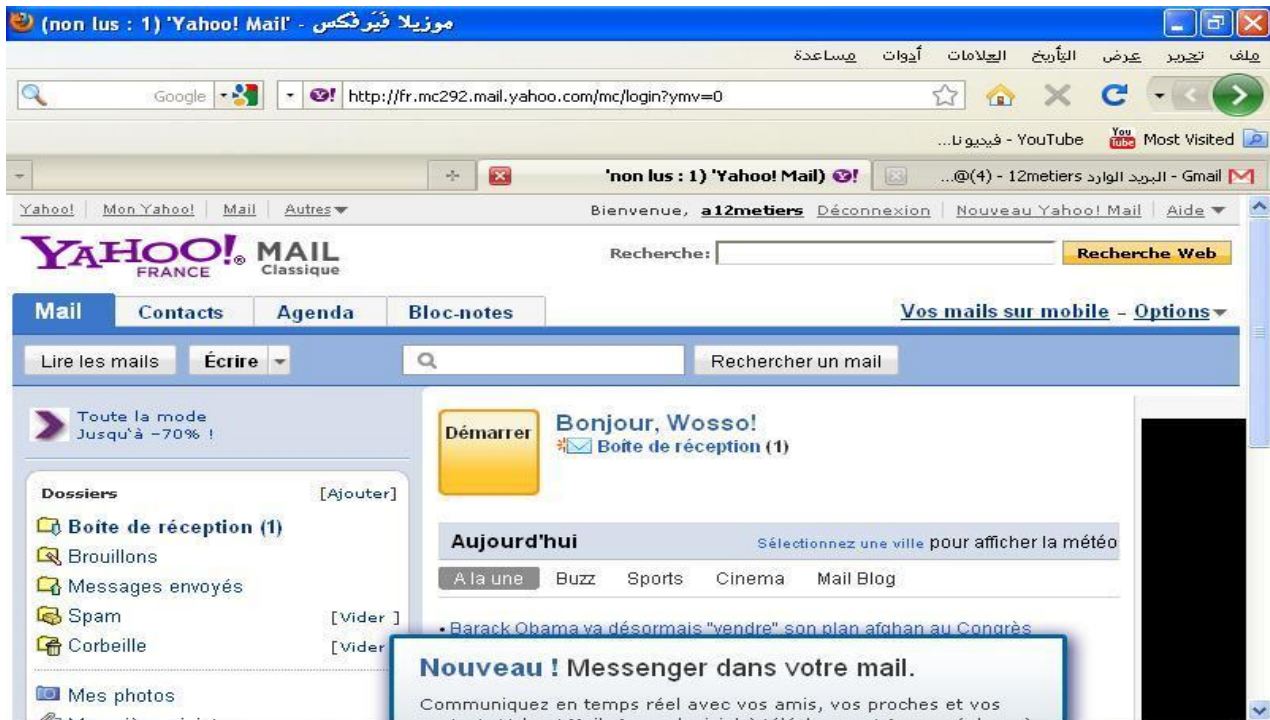 (non lus : 1) 'Yahoo! Mail' - موزيلا فَيَرفُكس
ملف تحرير عرض التأريخ العلامات أدوات مساعدة
http://fr.mc292.mail.yahoo.com/mc/login?ymv=0
Google
Most Visited
YouTube - فيديو نا...
Gmail - البريد الوارد (4) - 12metiers@...
'non lus : 1) 'Yahoo! Mail)
Yahoo! Mon Yahoo! Mail Autres
Bienvenue, a12metiers Déconnexion Nouveau Yahoo! Mail Aide
YAHOO!® MAIL
FRANCE Classique
Recherche: Recherche Web
Mail Contacts Agenda Bloc-notes
Vos mails sur mobile - Options
Lire les mails Écrire Rechercher un mail
Toute la mode
Jusqu'à -70% !
Dossiers [Ajouter]
Boîte de réception (1)
Brouillons
Messages envoyés
Spam [Vider ]
Corbeille [Vider
Mes photos
Démarrer
Bonjour, Wosso!
Boîte de réception (1)
Aujourd'hui Sélectionnez une ville pour afficher la météo
A la une Buzz Sports Cinema Mail Blog
• Barack Obama va désormais "vendre" son plan afghan au Congrès
Nouveau ! Messenger dans votre mail.
Communiquez en temps réel avec vos amis, vos proches et vos